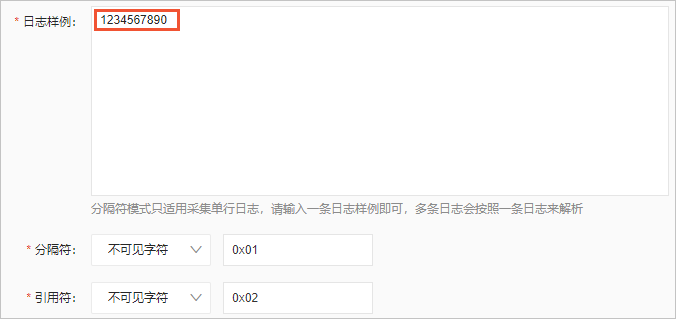 * 日志样例：
1234567890
分隔符模式只适用采集单行日志，请输入一条日志样例即可，多条日志会按照一条日志来解析
* 分隔符： 不可见字符 0x01
* 引用符： 不可见字符 0x02